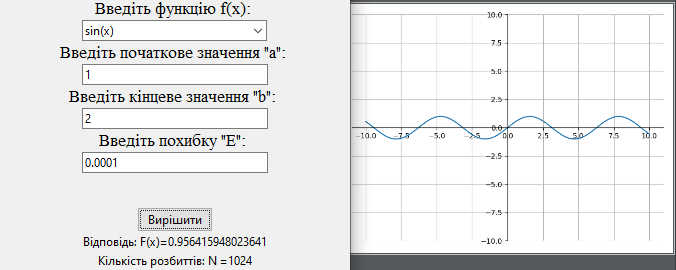 Введіть функцію f(x):
sin(x)
Введіть початкове значення "a":
1
Введіть кінцеве значення "b":
2
Введіть похибку "E":
0.0001
Вирішити
Відповідь: F(x)=0.956415948023641
Кількість розбиттів: N =1024
10.0
7.5
5.0
2.5
0.0
−10.0 −7.5 −5.0 −2.5 0.0 2.5 5.0 7.5 10.0
−2.5
−5.0
−7.5
−10.0